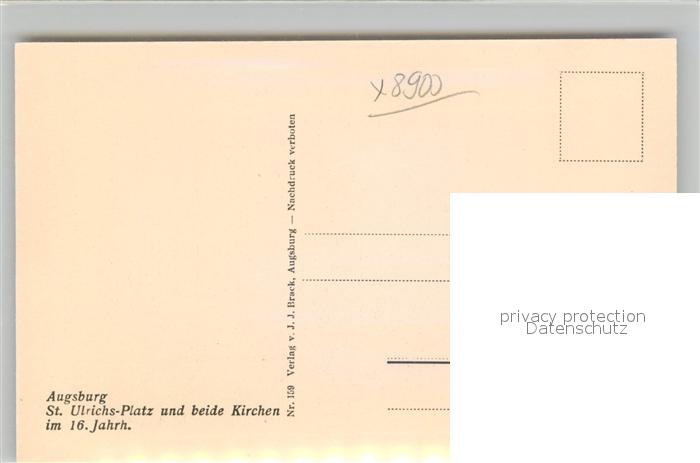 x 8900
Nr. 159 Verlag v. J. J. Brack, Augsburg — Nachdruck verboten
privacy protection
Datenschutz
Augsburg
St. Ulrichs-Platz und beide Kirchen
im 16. Jahrh.